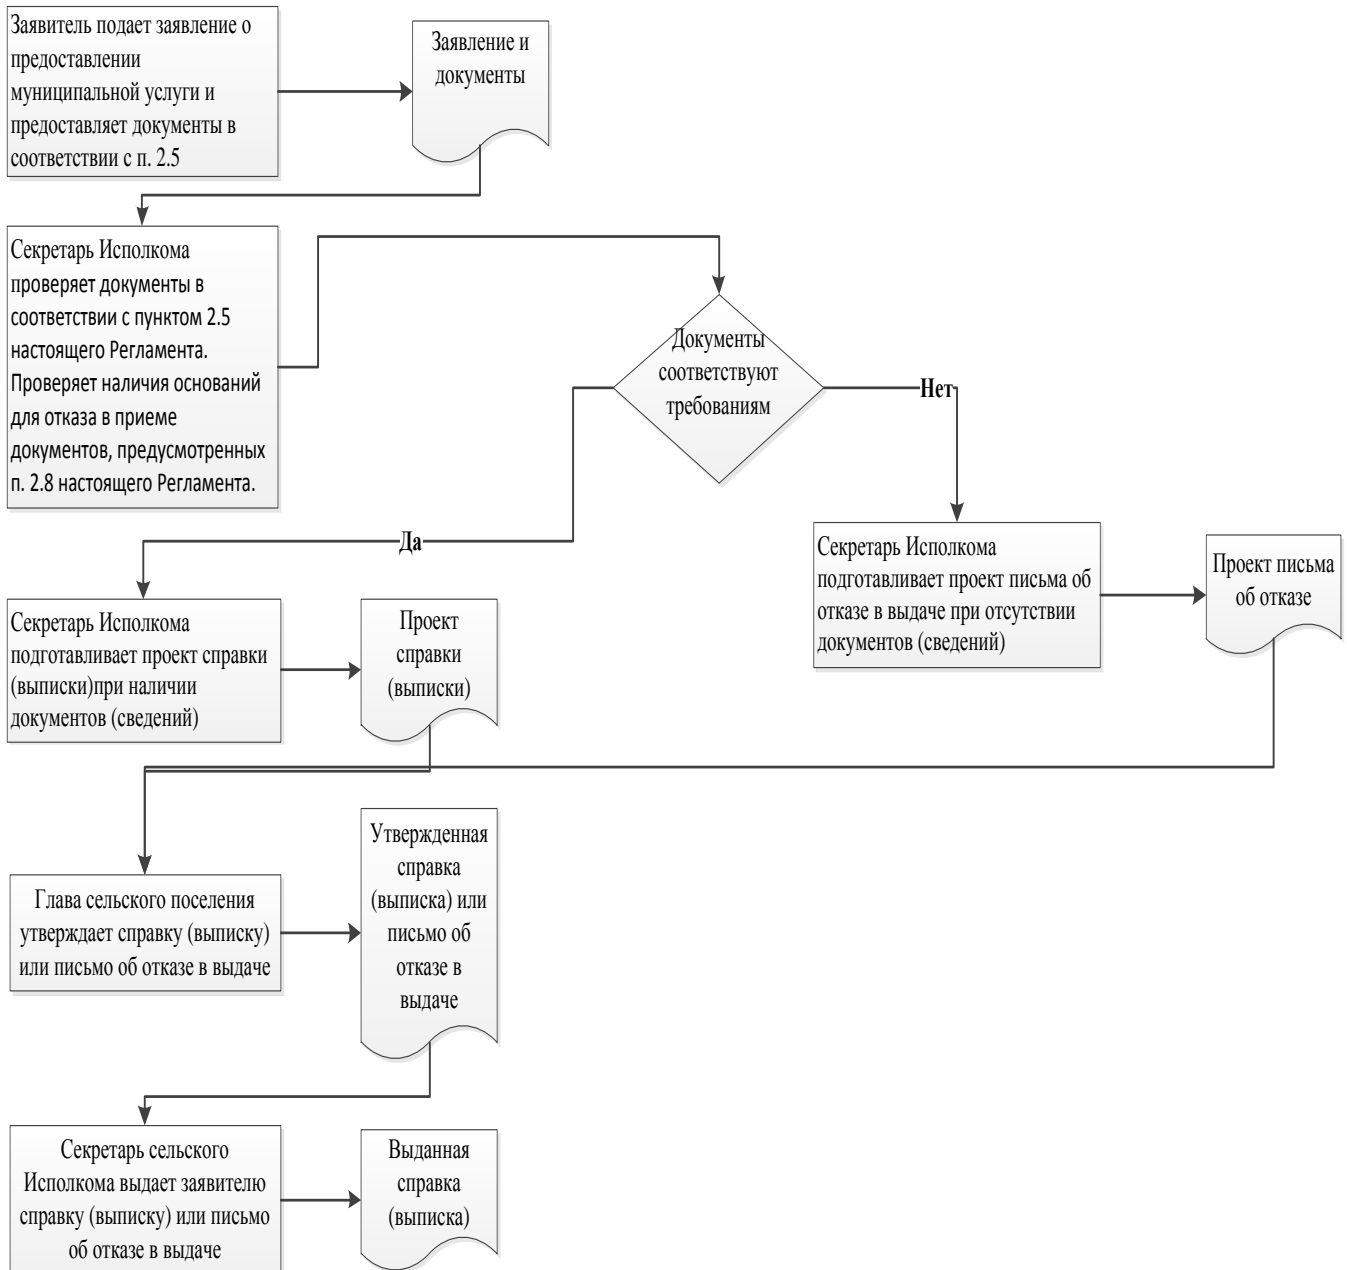 Заявитель подает заявление о
предоставлении
муниципальной услуги и
предоставляет документы в
соответствии с п. 2.5
Заявление и
документы
Секретарь Исполкома
проверяет документы в
соответствии с пунктом 2.5
настоящего Регламента.
Проверяет наличия оснований
для отказа в приеме
документов, предусмотренных
п. 2.8 настоящего Регламента.
Документы
соответствуют
требованиям
Нет
Да
Секретарь Исполкома
подготавливает проект письма об
отказе в выдаче при отсутствии
документов (сведений)
Проект письма
об отказе
Секретарь Исполкома
подготавливает проект справки
(выписки)при наличии
документов (сведений)
Проект
справки
(выписки)
Глава сельского поселения
утверждает справку (выписку)
или письмо об отказе в выдаче
Утвержденная
справка
(выписка) или
письмо об
отказе в
выдаче
Секретарь сельского
Исполкома выдает заявителю
справку (выписку) или письмо
об отказе в выдаче
Выданная
справка
(выписка)